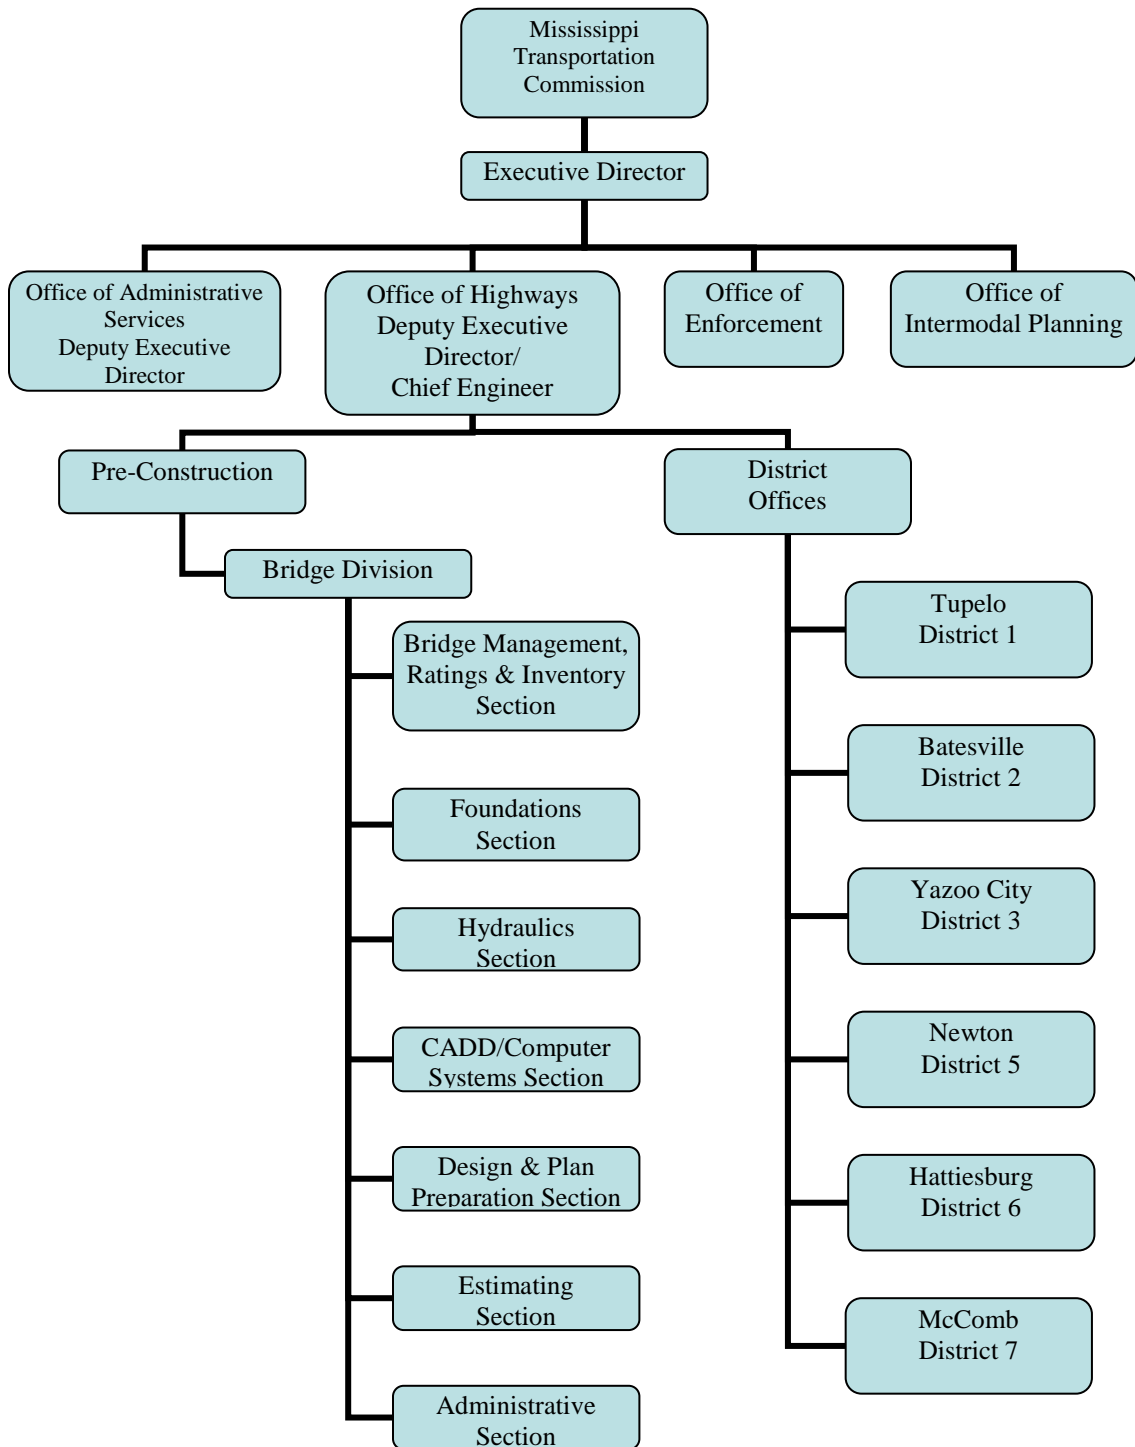 Mississippi
Transportation
Commission
Executive Director
Office of Administrative
Services
Deputy Executive
Director
Office of Highways
Deputy Executive
Director/
Chief Engineer
Office of
Enforcement
Office of
Intermodal Planning
Pre-Construction
District
Offices
Bridge Division
Bridge Management,
Ratings & Inventory
Section
Foundations
Section
Hydraulics
Section
CADD/Computer
Systems Section
Design & Plan
Preparation Section
Estimating
Section
Administrative
Section
Tupelo
District 1
Batesville
District 2
Yazoo City
District 3
Newton
District 5
Hattiesburg
District 6
McComb
District 7